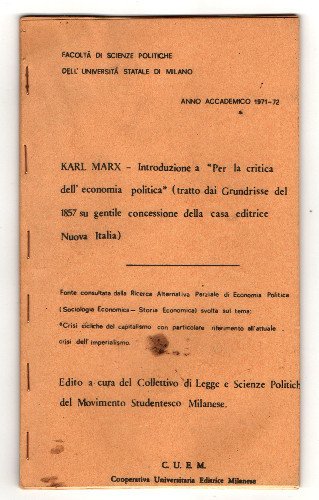 FACOLTÀ DI SCIENZE POLITICHE
DELL'UNIVERSITÀ STATALE DI MILANO
ANNO ACCADEMICO 1971-72
KARL MARX - Introduzione a "Per la critica
dell'economia politica" (tratto dai Grundrisse del
1857 su gentile concessione della casa editrice
Nuova Italia)
Fonte consultata dalla Ricerca Alternativa Parziale di Economia Politica
(Sociologia Economica - Storia Economica) svolta sul tema:
"Crisi cicliche del capitalismo con particolare riferimento all'attuale
crisi dell'imperialismo.
Edito a cura del Collettivo di Legge e Scienze Politich
del Movimento Studentesco Milanese.
C. U. E. M.
Cooperativa Universitaria Editrice Milanese